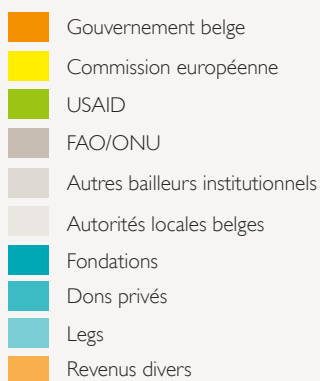 Gouvernement belge
Commission européenne
USAID
FAO/ONU
Autres bailleurs institutionnels
Autorités locales belges
Fondations
Dons privés
Legs
Revenus divers